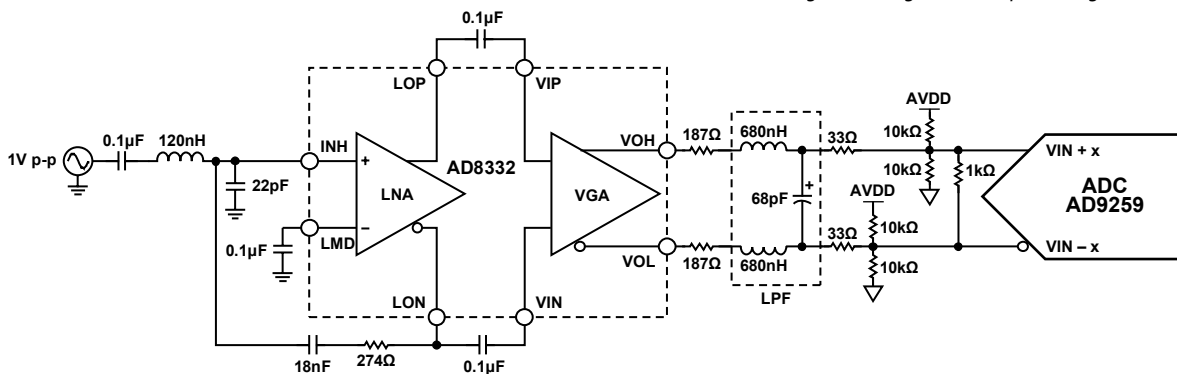 0.1µF
LOP
VIP
AVDD
AVDD
0.1µF
120nH
1V p-p
INH
+
AD8332
VOH
187Ω
680nH
33Ω
10kΩ
10kΩ
1kΩ
VIN + x
22pF
LNA
VGA
68pF
+
ADC
AD9259
0.1µF
LMD
–
VOL
187Ω
680nH
33Ω
10kΩ
10kΩ
VIN – x
LPF
LON
VIN
18nF
274Ω
0.1µF